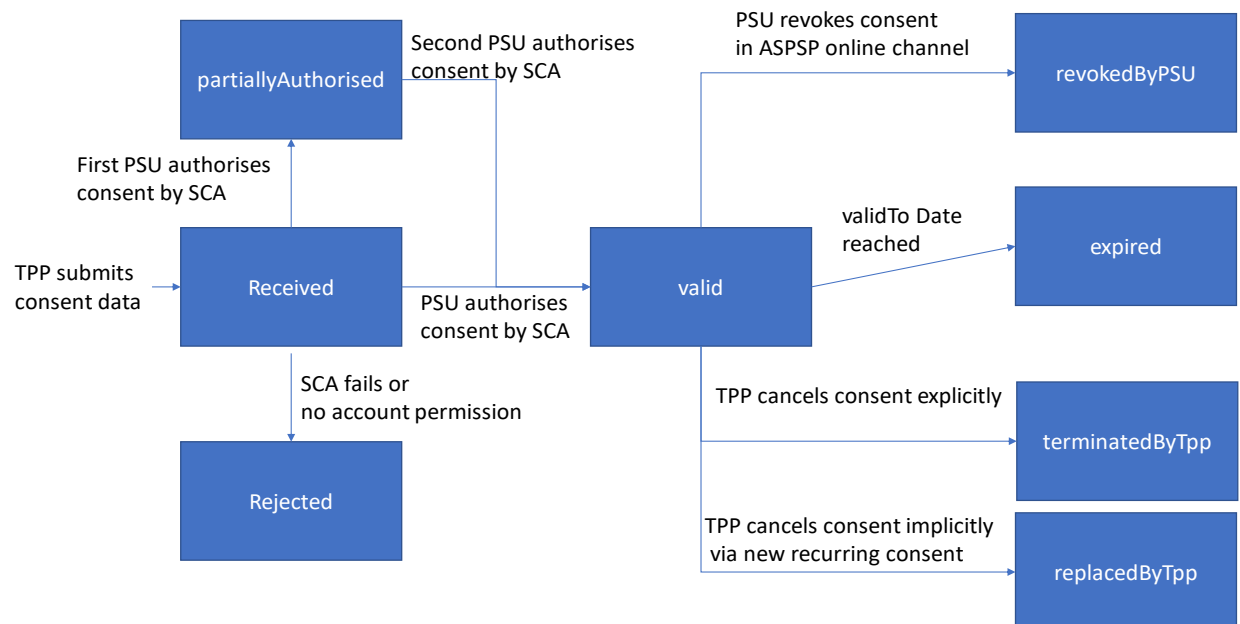 Second PSU authorises
consent by SCA
PSU revokes consent
in ASPSP online channel
partiallyAuthorised
revokedByPSU
First PSU authorises
consent by SCA
validTo Date
reached
TPP submits
consent data
Received
PSU authorises
consent by SCA
valid
expired
SCA fails or
no account permission
TPP cancels consent explicitly
terminatedByTpp
Rejected
TPP cancels consent implicitly
via new recurring consent
replacedByTpp